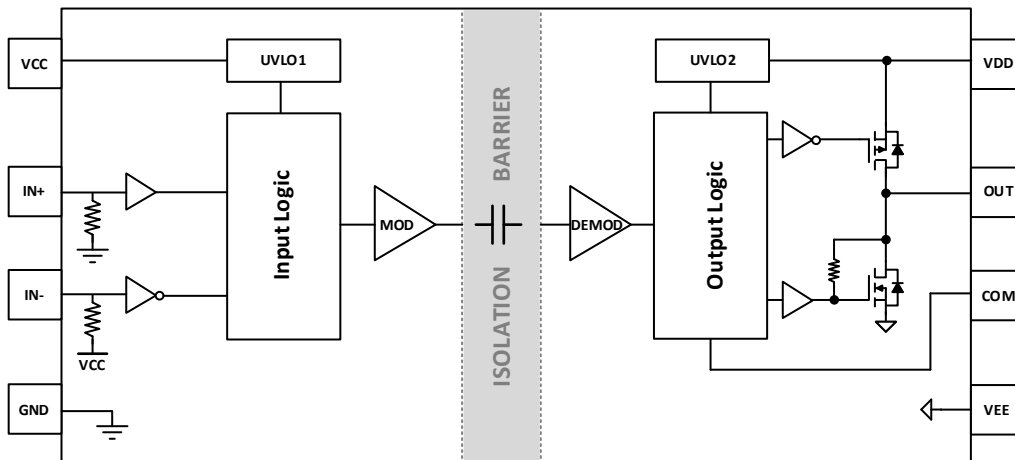 VCC
UVLO1
UVLO2
VDD
IN+
Input Logic
MOD
ISOLATION BARRIER
DEMOD
Output Logic
OUT
IN-
VCC
COM
GND
VEE